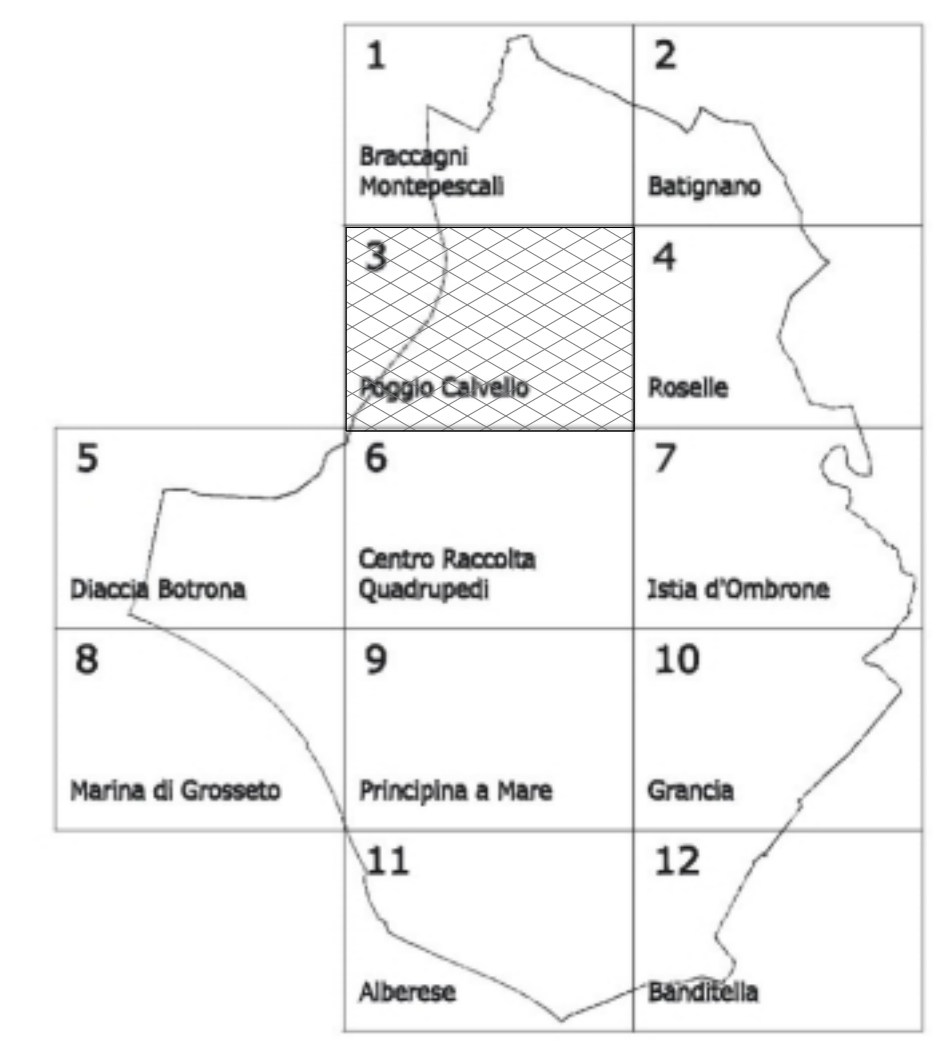 1
Braccagni
Montepescali
2
Batignano
3
Poggio Calvello
4
Roselle
5
Diaccia Botrona
6
Centro Raccolta
Quadrupedi
7
Istia d'Ombrone
8
Marina di Grosseto
9
Principina a Mare
10
Grancia
11
Alberese
12
Banditella